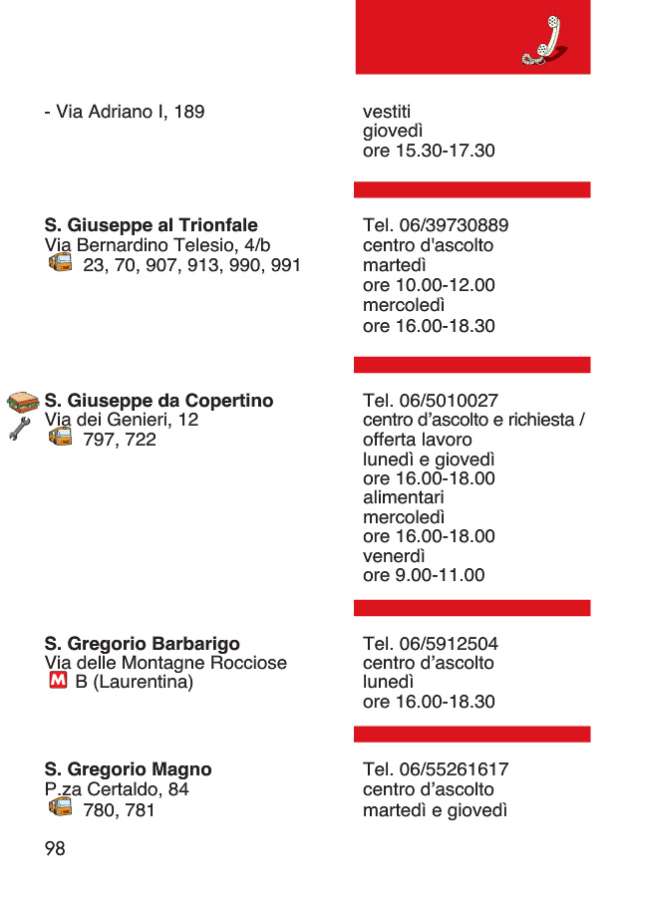 - Via Adriano I, 189
vestiti
giovedì
ore 15.30-17.30
S. Giuseppe al Trionfale
Via Bernardino Telesio, 4/b
23, 70, 907, 913, 990, 991
Tel. 06/39730889
centro d'ascolto
martedì
ore 10.00-12.00
mercoledì
ore 16.00-18.30
S. Giuseppe da Copertino
Via dei Genieri, 12
797, 722
Tel. 06/5010027
centro d’ascolto e richiesta /
offerta lavoro
lunedì e giovedì
ore 16.00-18.00
alimentari
mercoledì
ore 16.00-18.00
venerdì
ore 9.00-11.00
S. Gregorio Barbarigo
Via delle Montagne Rocciose
M B (Laurentina)
Tel. 06/5912504
centro d’ascolto
lunedì
ore 16.00-18.30
S. Gregorio Magno
P.za Certaldo, 84
780, 781
Tel. 06/55261617
centro d’ascolto
martedì e giovedì
98